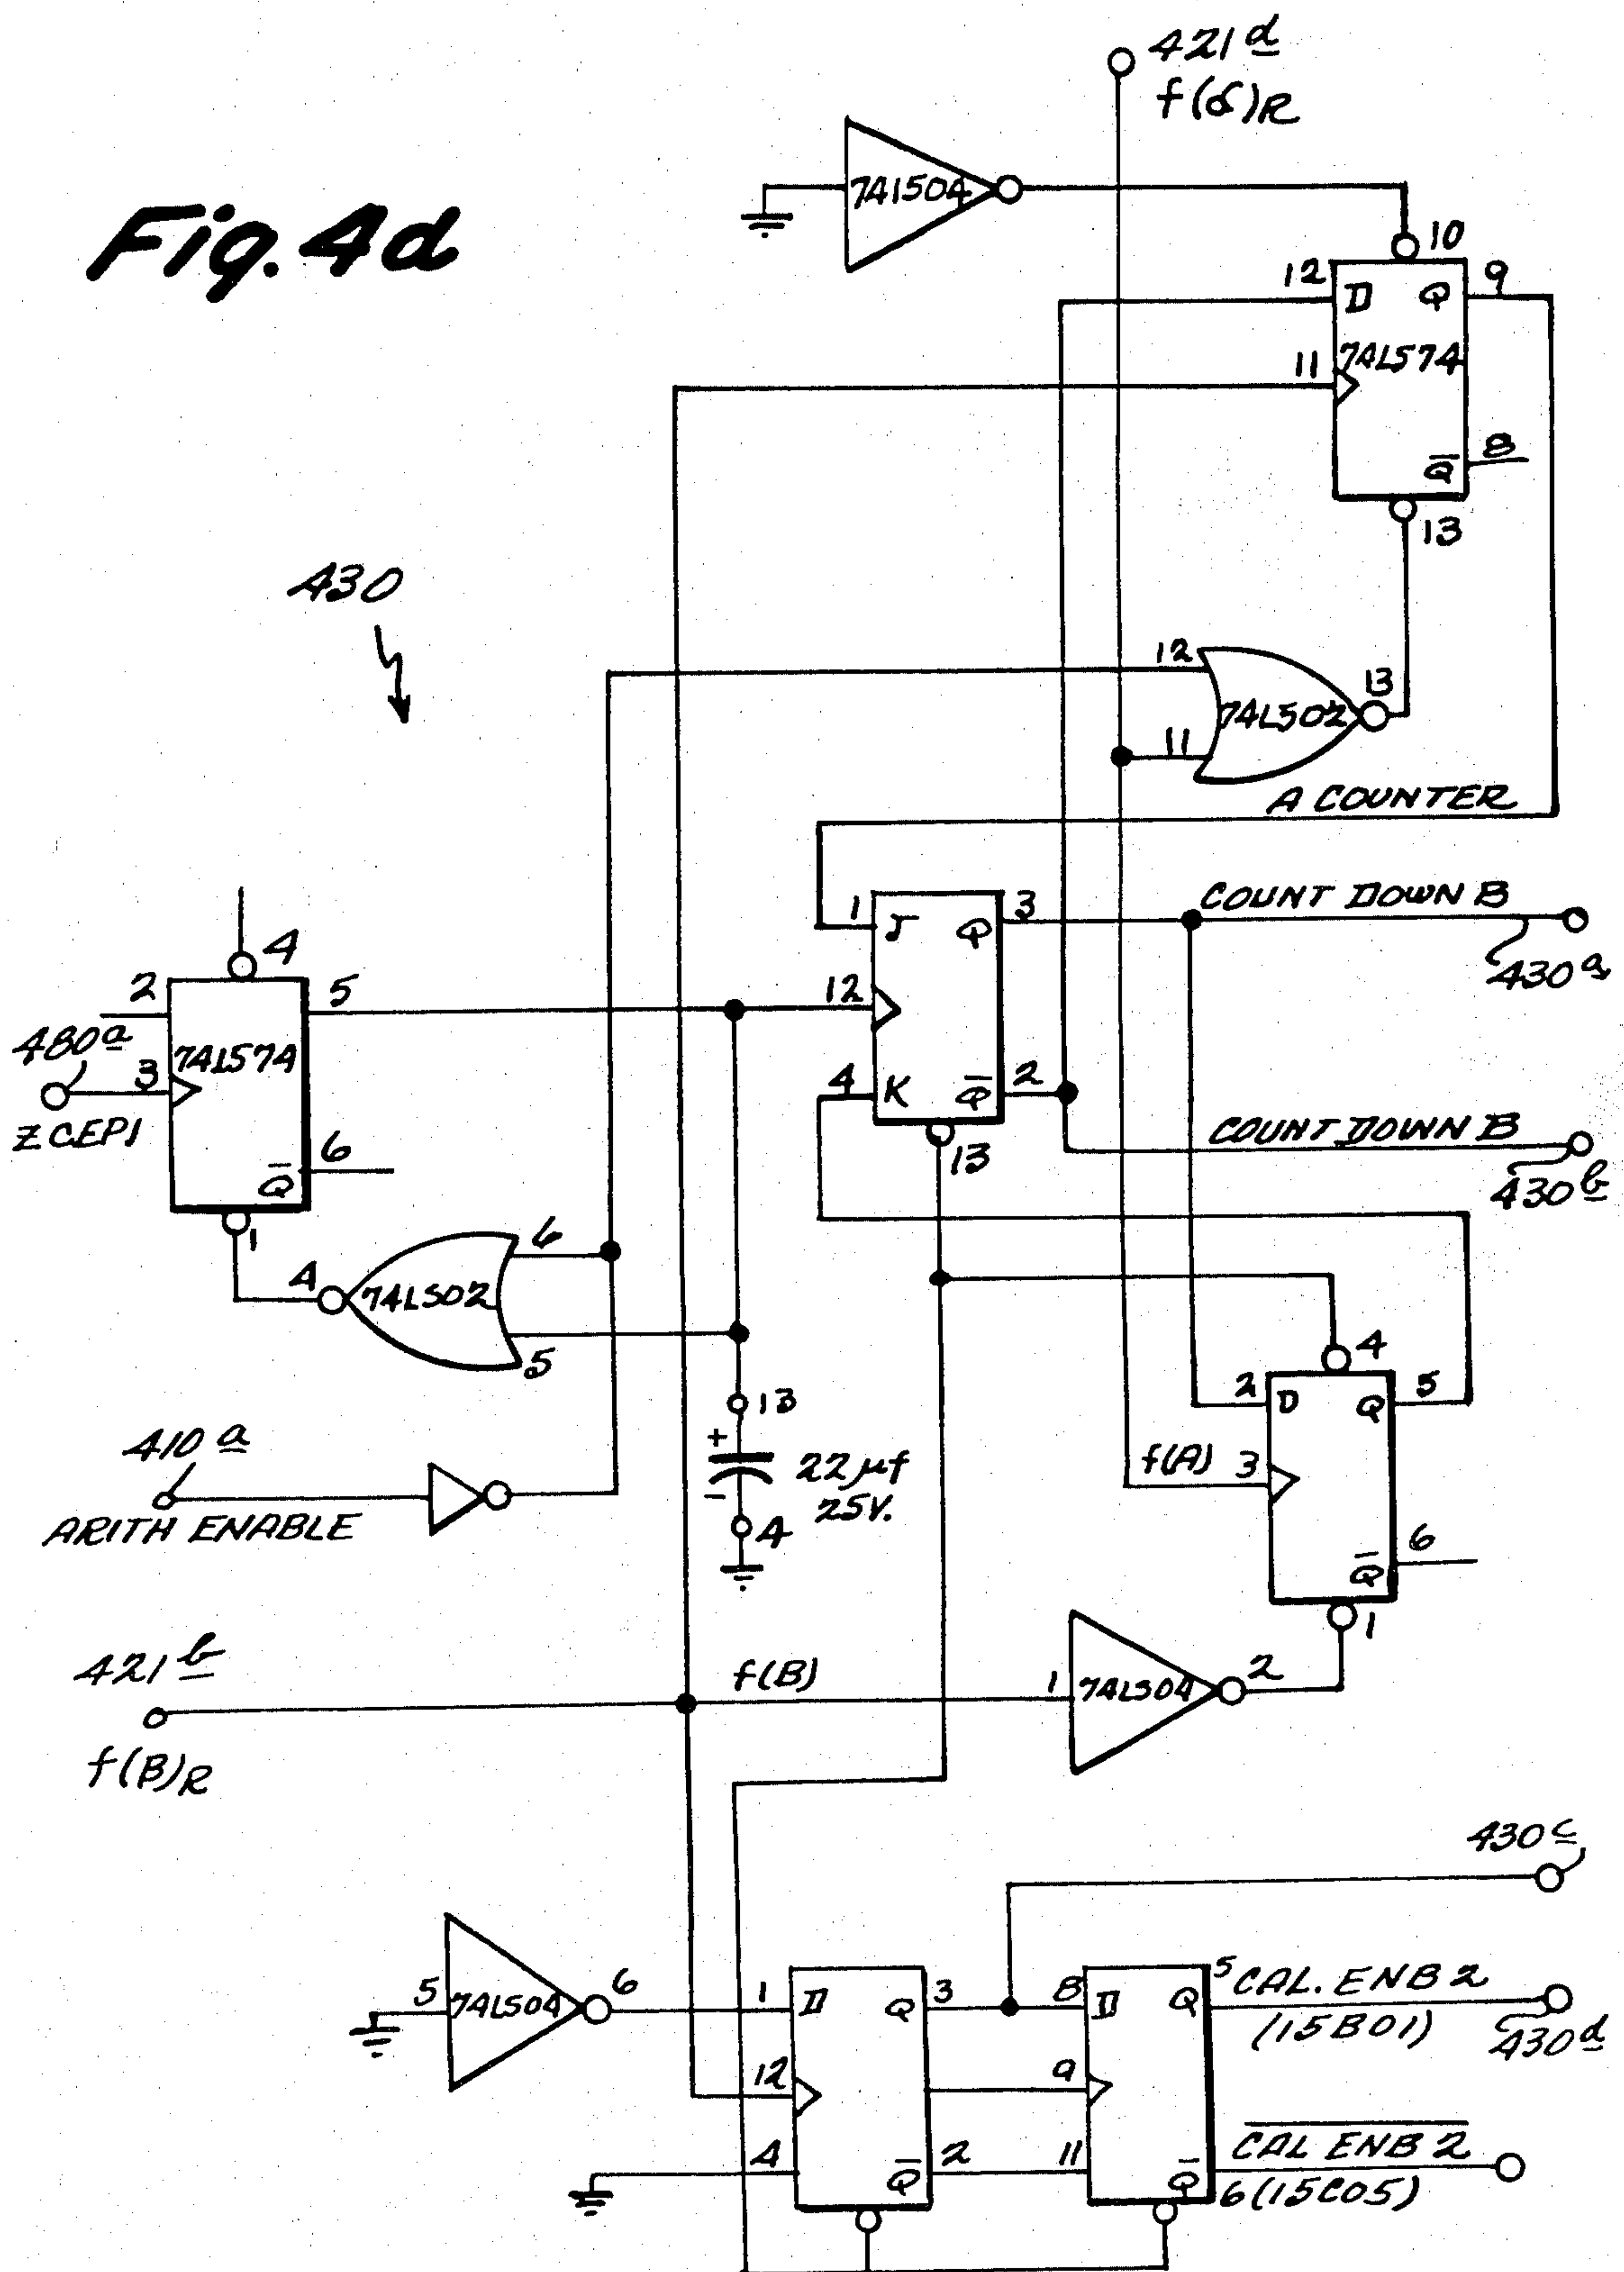 Fig. 4d
421d
f(α)R
741504
10
12
D
Q
9
11
74LS74
Q̅
8
13
430
12
74LS02
13
11
A COUNTER
1
J
Q
3
COUNT DOWN B
430a
12
4
K
Q̅
2
13
COUNT DOWN B
430b
4
2
5
480a
74LS74
3
ZCEP1
6
Q̅
1
6
4
74LS02
5
13
+
22 µf
25V.
-
4
410a
ARITH ENABLE
4
2
D
Q
5
f(A)
3
6
Q̅
1
421b
f(B)
1
74LS04
2
f(B)R
430c
5
74LS04
6
1
D
Q
3
8
D
Q
5
CAL. ENB 2
(15B01)
430d
12
9
4
Q̅
2
11
Q̅
CAL ENB 2
6(15C05)